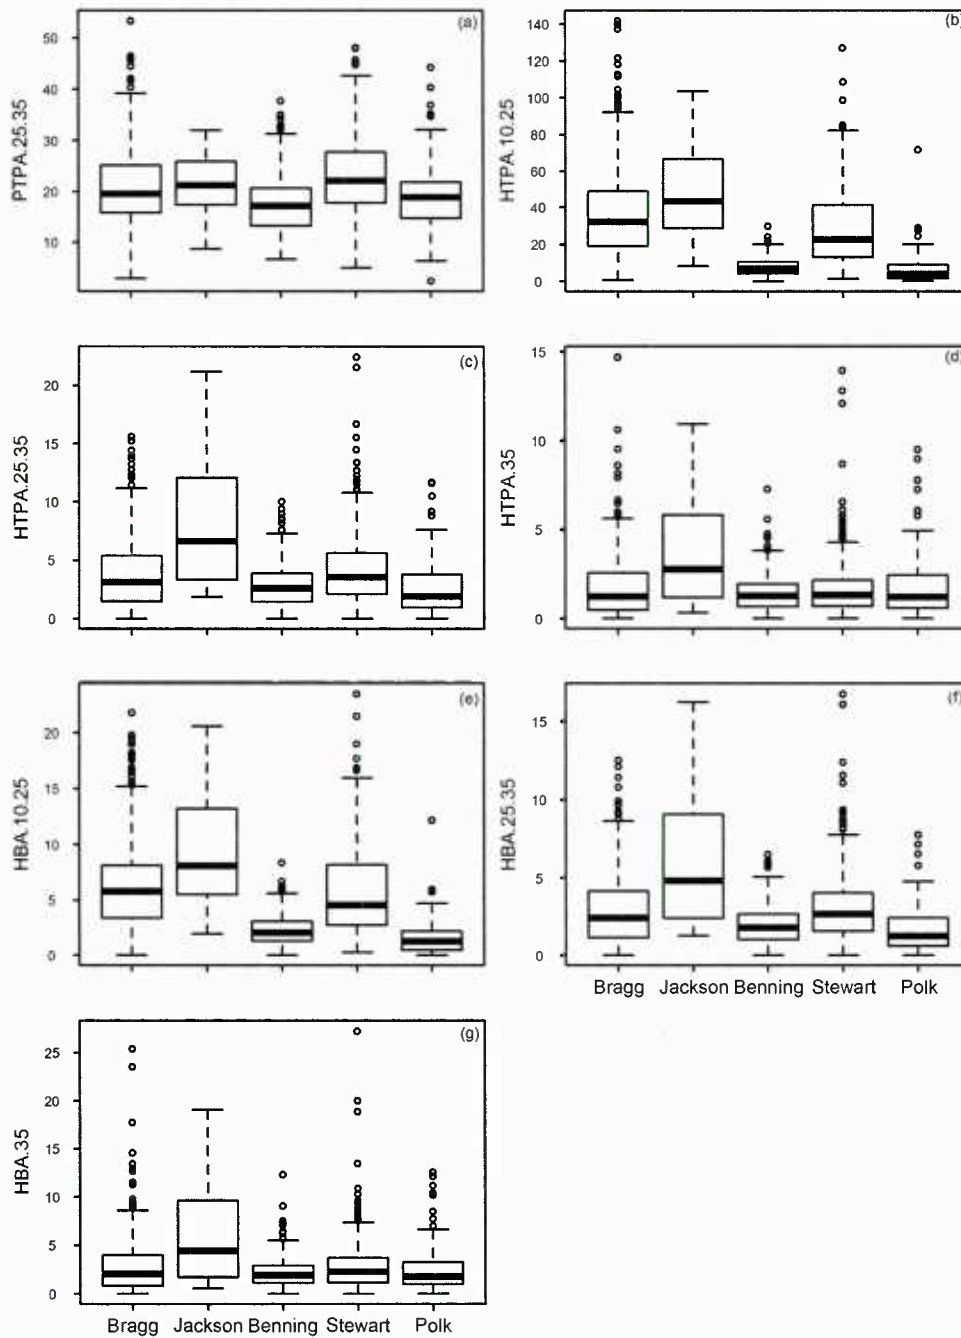 (a)
PTPA.25.35
50
40
30
20
10
(b)
HTPA.10.25
140
120
100
80
60
40
20
0
(c)
HTPA.25.35
20
15
10
5
0
(d)
HTPA.35
15
10
5
0
(e)
HBA.10.25
20
15
10
5
0
(f)
HBA.25.35
15
10
5
0
Bragg Jackson Benning Stewart Polk
(g)
HBA.35
25
20
15
10
5
0
Bragg Jackson Benning Stewart Polk